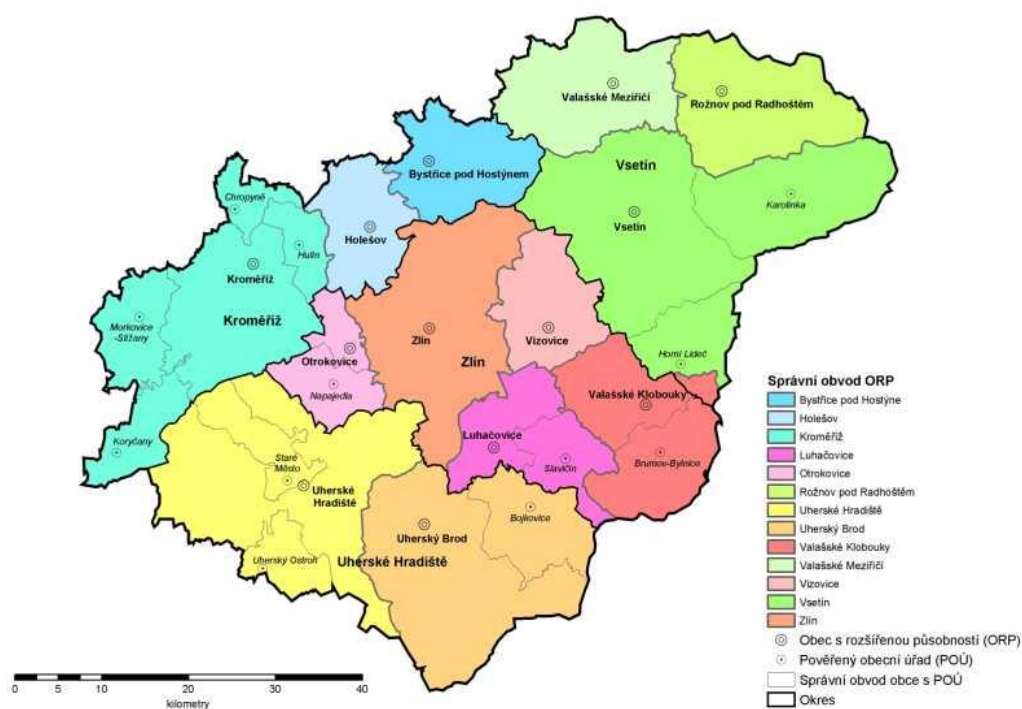 Valašské Meziříčí
Rožnov pod Radhoštěm
Bystřice pod Hostýnem
Vsetín
Karolinka
Chropyně
Holešov
Vsetín
Hulín
Kroměříž
Morkovice
-Slížany
Kroměříž
Otrokovice
Zlín
Vizovice
Zlín
Horní Lideč
Napajedla
Valašské Klobouky
Koryčany
Staré
Město
Uherské
Hradiště
Luhačovice
Slavičín
Brumov-Bylnice
Uherský Brod
Bojkovice
Uherský Ostroh
Uherské Hradiště
Správní obvod ORP
Bystřice pod Hostýne
Holešov
Kroměříž
Luhačovice
Otrokovice
Rožnov pod Radhoštěm
Uherské Hradiště
Uherský Brod
Valašské Klobouky
Valašské Meziříčí
Vizovice
Vsetín
Zlín
Obec s rozšířenou působností (ORP)
Pověřený obecní úřad (POÚ)
Správní obvod obce s POÚ
Okres
0 5 10 20 30 40
kilometry